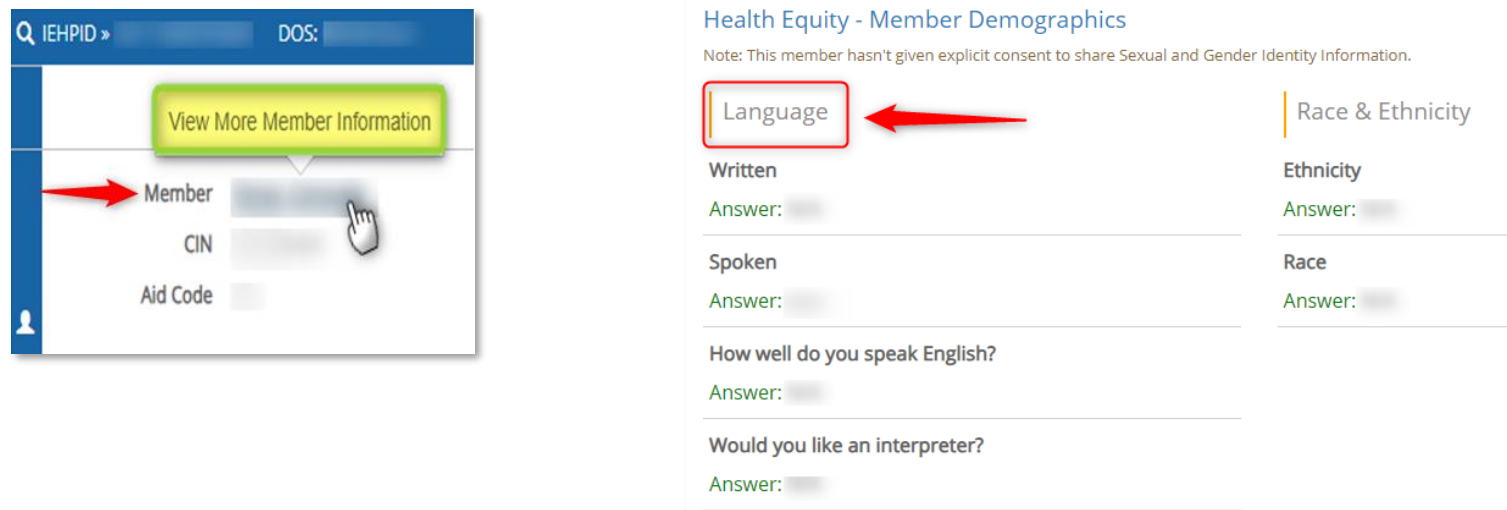 IEHPID »
DOS:
View More Member Information
Member
CIN
Aid Code
Health Equity - Member Demographics
Note: This member hasn't given explicit consent to share Sexual and Gender Identity Information.
Language
Written
Answer:
Spoken
Answer:
How well do you speak English?
Answer:
Would you like an interpreter?
Answer:
Race & Ethnicity
Ethnicity
Answer:
Race
Answer: